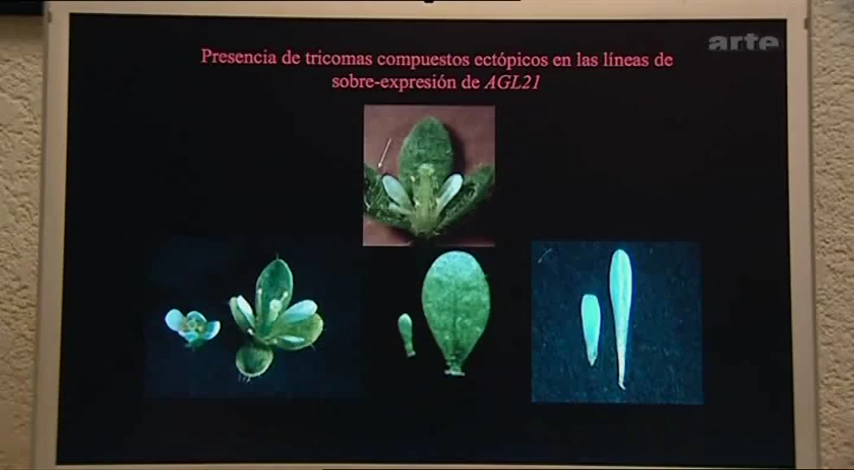 arte
Presencia de tricomas compuestos ectópicos en las líneas de
sobre-expresión de AGL21